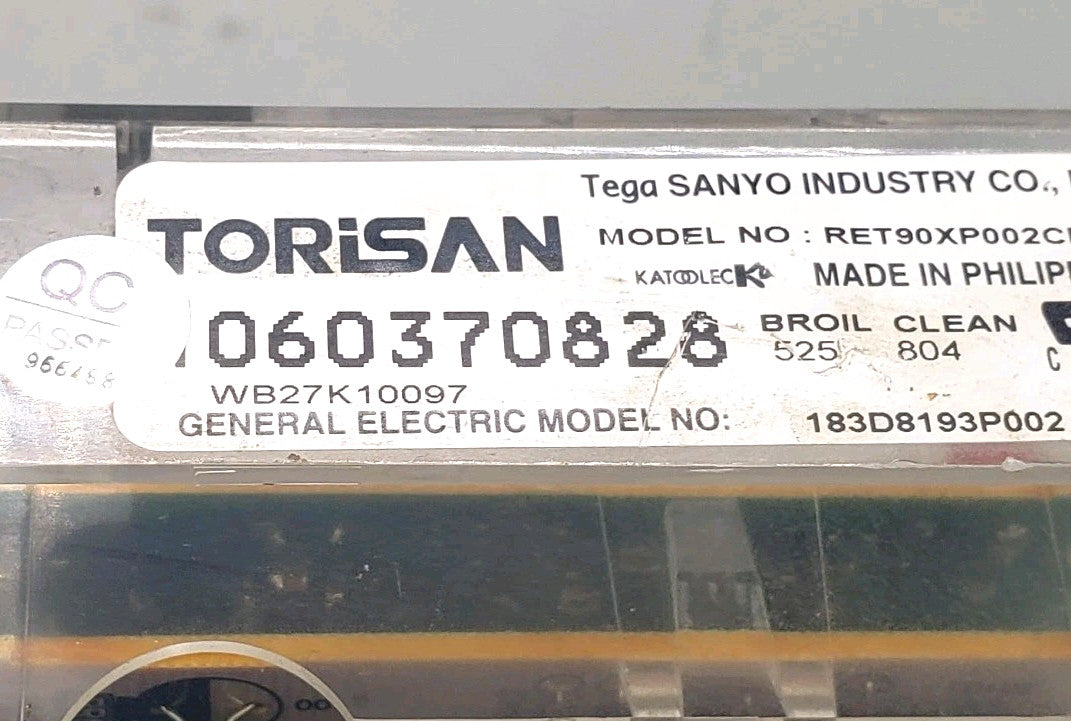 Tega SANYO INDUSTRY CO.,
TORiSAN
MODEL NO : RET90XP002C
KATOOLEC K
MADE IN PHILIP
QC
PASS
966468
060370828
BROIL CLEAN
525 804
C
WB27K10097
GENERAL ELECTRIC MODEL NO: 183D8193P002